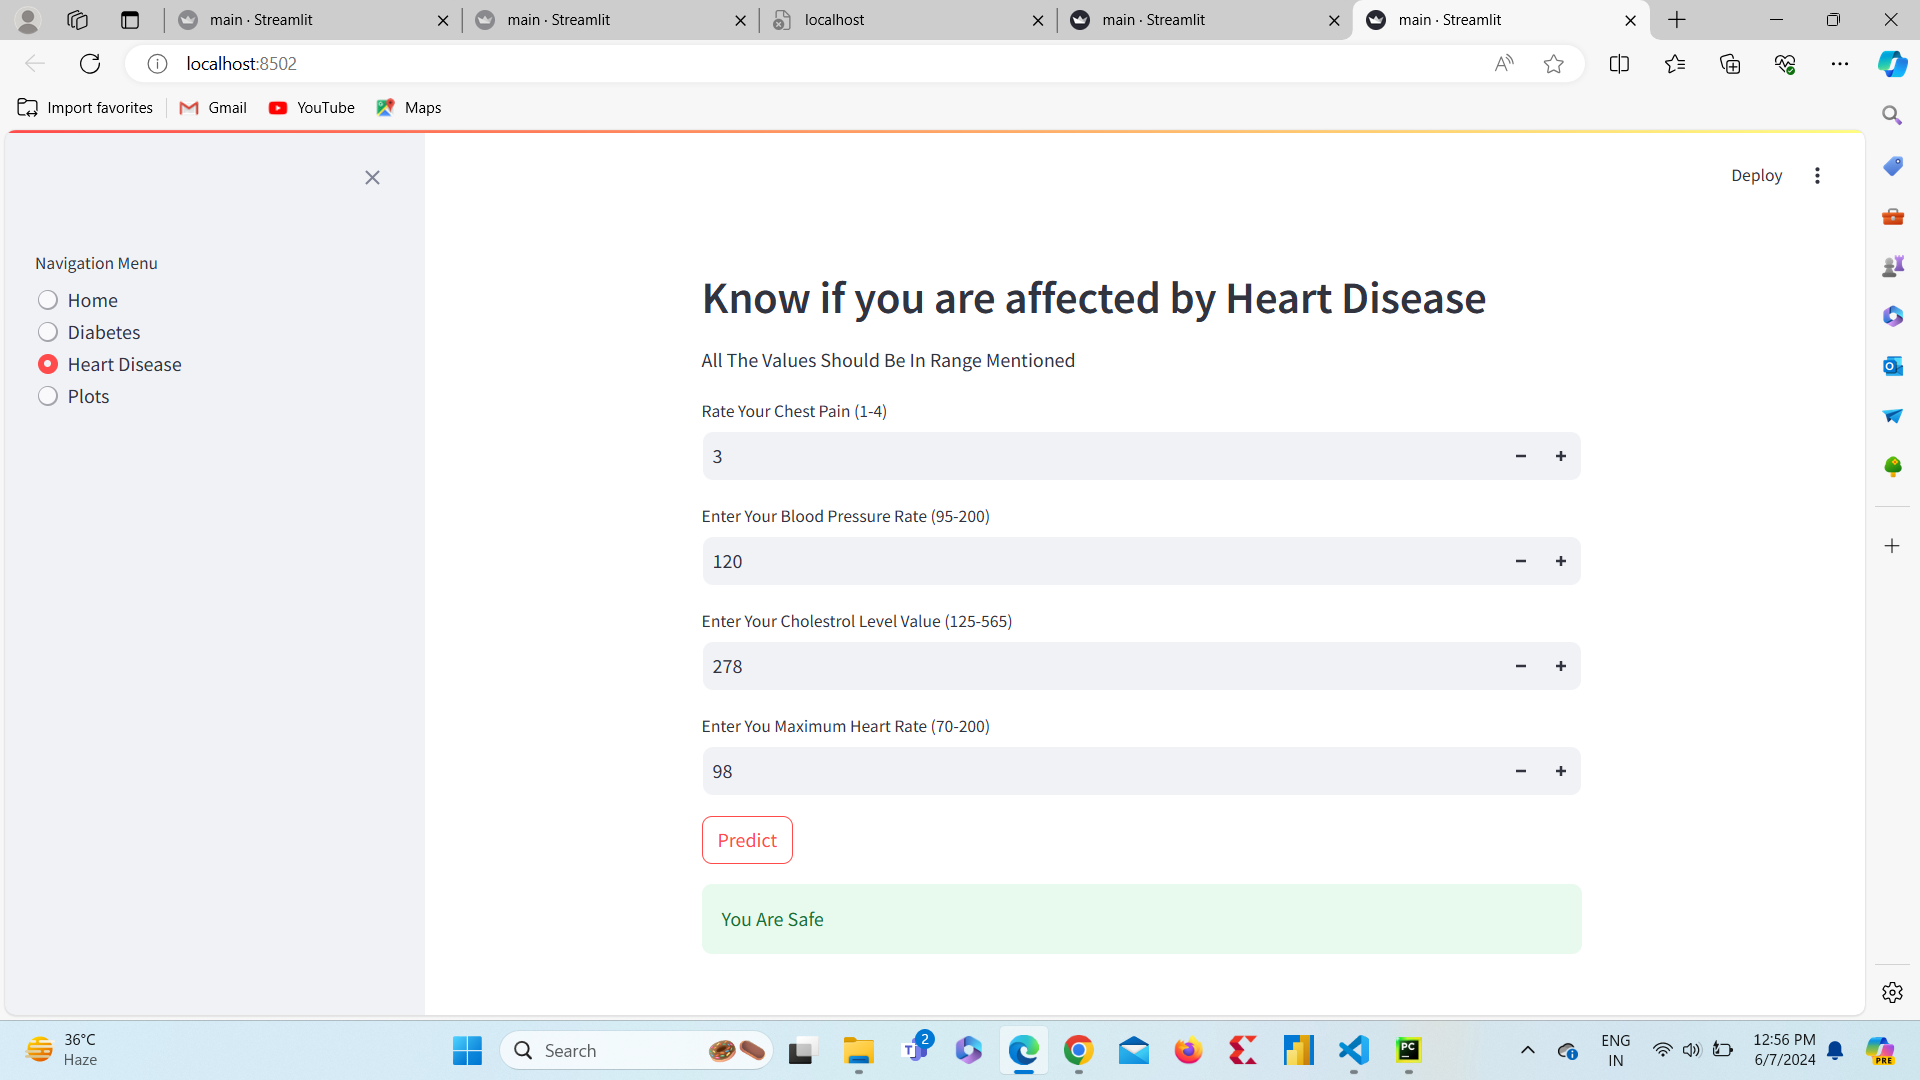 main · Streamlit
main · Streamlit
localhost
main · Streamlit
main · Streamlit
localhost:8502
Import favorites
Gmail
YouTube
Maps
Deploy
Navigation Menu
Home
Diabetes
Heart Disease
Plots
Know if you are affected by Heart Disease
All The Values Should Be In Range Mentioned
Rate Your Chest Pain (1-4)
3
Enter Your Blood Pressure Rate (95-200)
120
Enter Your Cholestrol Level Value (125-565)
278
Enter You Maximum Heart Rate (70-200)
98
Predict
You Are Safe
36°C
Haze
Search
2
PC
ENG
IN
12:56 PM
6/7/2024
PRE